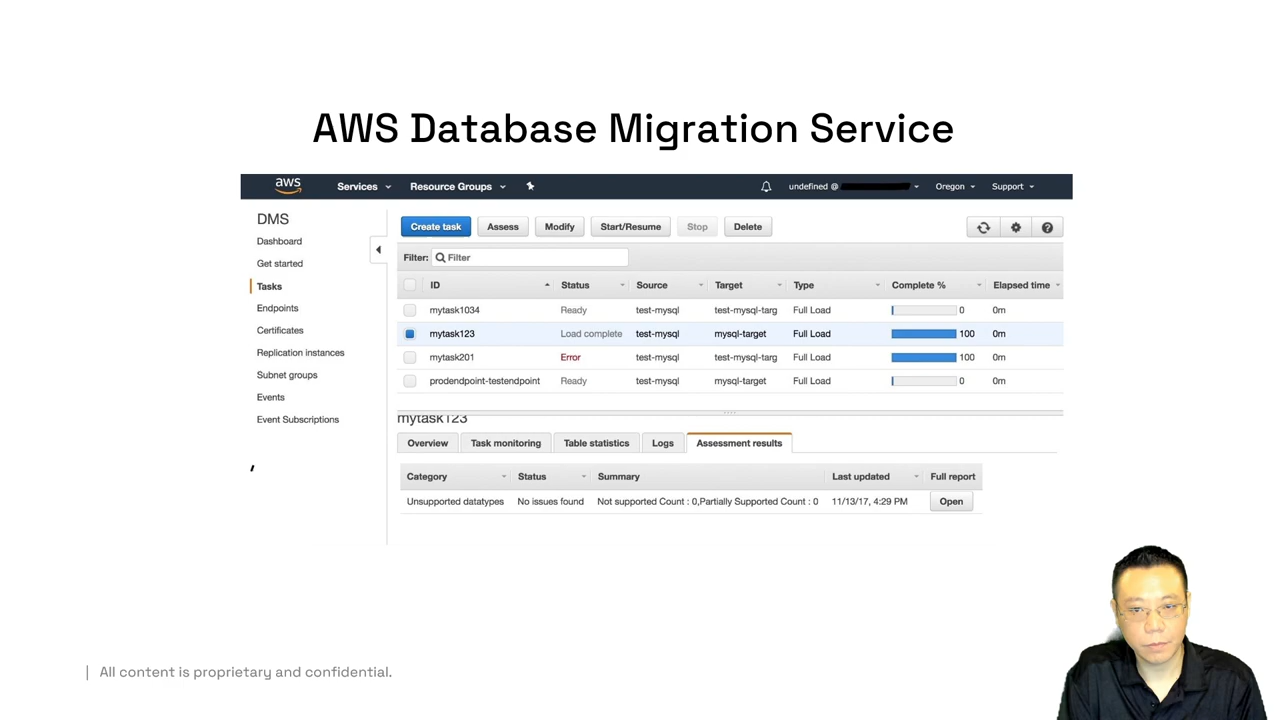 AWS Database Migration Service
aws Services Resource Groups undefined @ Oregon Support
DMS
Dashboard
Get started
Tasks
Endpoints
Certificates
Replication instances
Subnet groups
Events
Event Subscriptions
,
Create task Assess Modify Start/Resume Stop Delete ?
Filter: Filter
ID Status Source Target Type Complete % Elapsed time
mytask1034 Ready test-mysql test-mysql-targ Full Load 0 0m
mytask123 Load complete test-mysql mysql-target Full Load 100 0m
mytask201 Error test-mysql test-mysql-targ Full Load 100 0m
prodendpoint-testendpoint Ready test-mysql mysql-target Full Load 0 0m
mytask123
Overview Task monitoring Table statistics Logs Assessment results
Category Status Summary Last updated Full report
Unsupported datatypes No issues found Not supported Count : 0,Partially Supported Count : 0 11/13/17, 4:29 PM Open
| All content is proprietary and confidential.